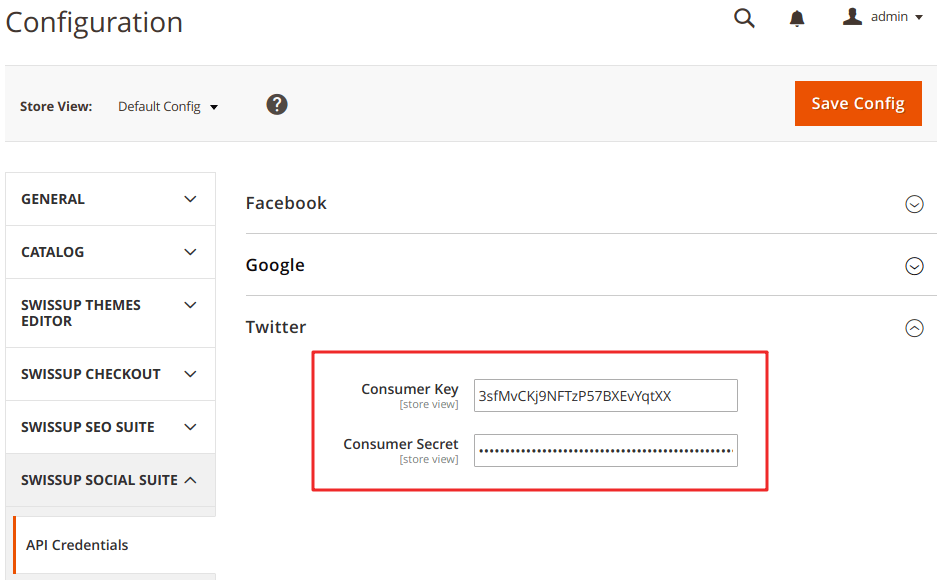 Configuration
admin
Store View: Default Config ?
Save Config
GENERAL
CATALOG
SWISSUP THEMES
EDITOR
SWISSUP CHECKOUT
SWISSUP SEO SUITE
SWISSUP SOCIAL SUITE
API Credentials
Facebook
Google
Twitter
Consumer Key 3sfMvCKj9NFTzP57BXEvYqtXX
[store view]
Consumer Secret
[store view]